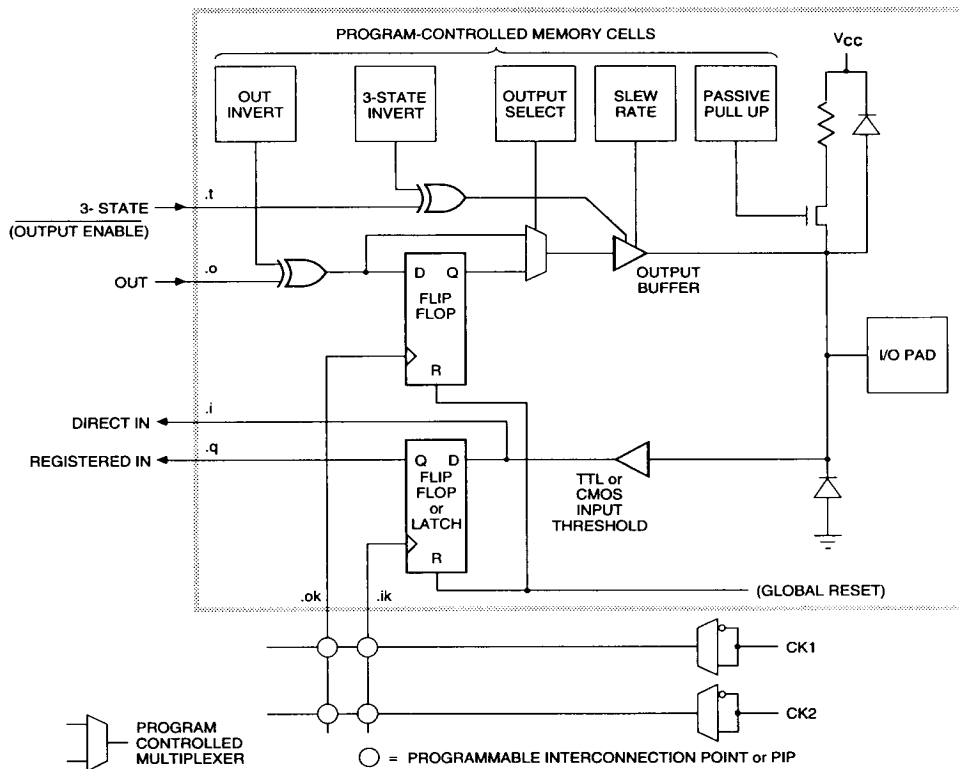 PROGRAM-CONTROLLED MEMORY CELLS
VCC
OUT
INVERT
3-STATE
INVERT
OUTPUT
SELECT
SLEW
RATE
PASSIVE
PULL UP
3- STATE
(OUTPUT ENABLE)
.t
OUT
.o
D Q
FLIP
FLOP
R
OUTPUT
BUFFER
I/O PAD
DIRECT IN
.i
REGISTERED IN
.q
Q D
FLIP
FLOP
or
LATCH
R
TTL or
CMOS
INPUT
THRESHOLD
.ok
.ik
(GLOBAL RESET)
CK1
CK2
PROGRAM
CONTROLLED
MULTIPLEXER
= PROGRAMMABLE INTERCONNECTION POINT or PIP